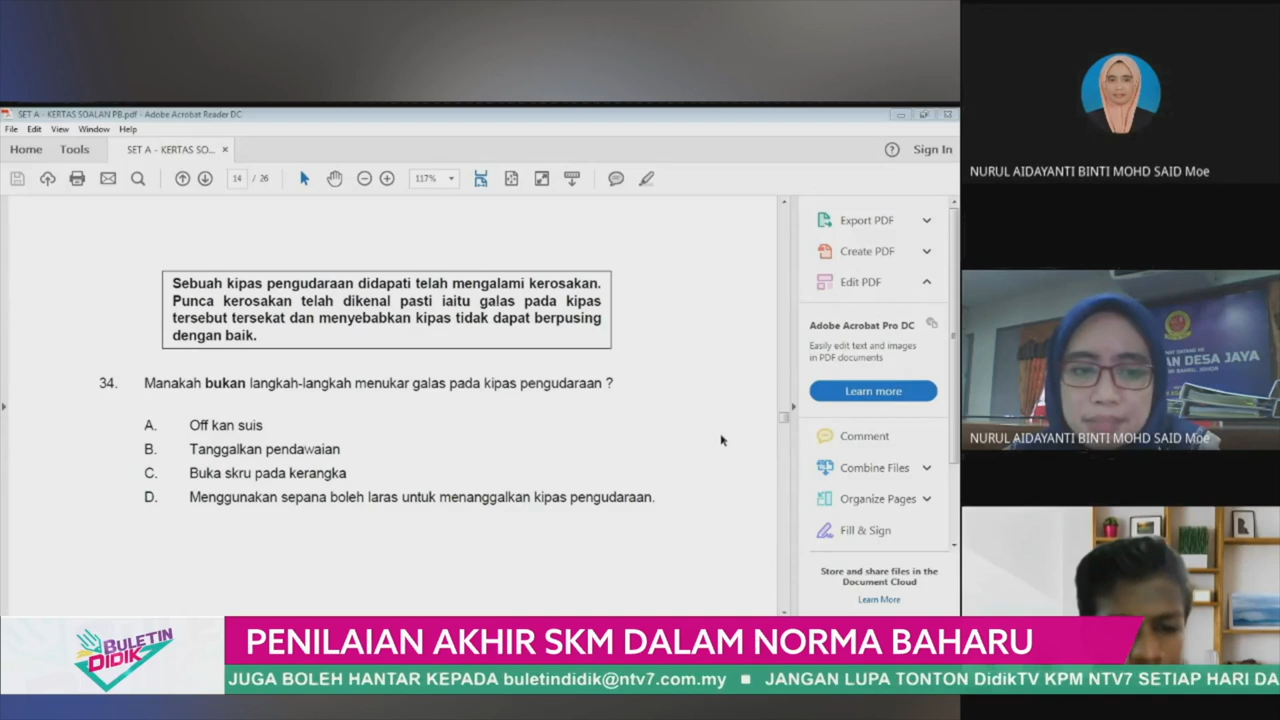 SET A - KERTAS SOALAN PB.pdf - Adobe Acrobat Reader DC
File Edit View Window Help
Home Tools SET A - KERTAS SO... × Sign In
14 / 26 117%
Sebuah kipas pengudaraan didapati telah mengalami kerosakan.
Punca kerosakan telah dikenal pasti iaitu galas pada kipas
tersebut tersekat dan menyebabkan kipas tidak dapat berpusing
dengan baik.
34. Manakah bukan langkah-langkah menukar galas pada kipas pengudaraan ?
A. Off kan suis
B. Tanggalkan pendawaian
C. Buka skru pada kerangka
D. Menggunakan sepana boleh laras untuk menanggalkan kipas pengudaraan.
Export PDF
Create PDF
Edit PDF
Adobe Acrobat Pro DC
Easily edit text and images
in PDF documents
Learn more
Comment
Combine Files
Organize Pages
Fill & Sign
Store and share files in the
Document Cloud
Learn More
NURUL AIDAYANTI BINTI MOHD SAID Moe
AN DESA JAYA
NURUL AIDAYANTI BINTI MOHD SAID Moe
BULETIN
DIDIK
PENILAIAN AKHIR SKM DALAM NORMA BAHARU
JUGA BOLEH HANTAR KEPADA buletindidik@ntv7.com.my ■ JANGAN LUPA TONTON DidikTV KPM NTV7 SETIAP HARI DA